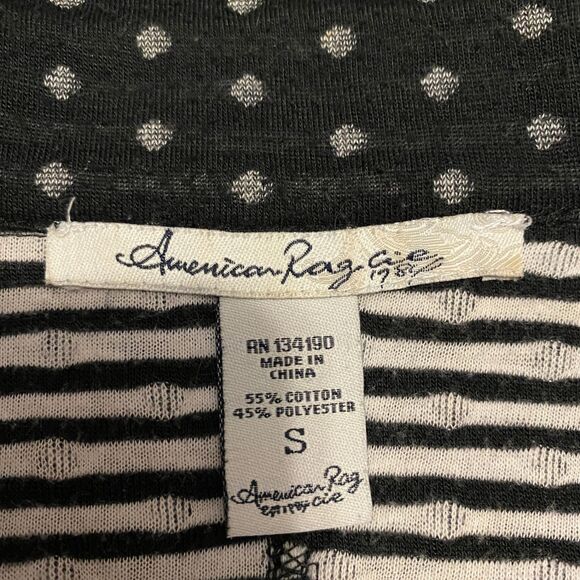 American Rag cie
1984
RN 134190
MADE IN
CHINA
55% COTTON
45% POLYESTER
S
American Rag
cie